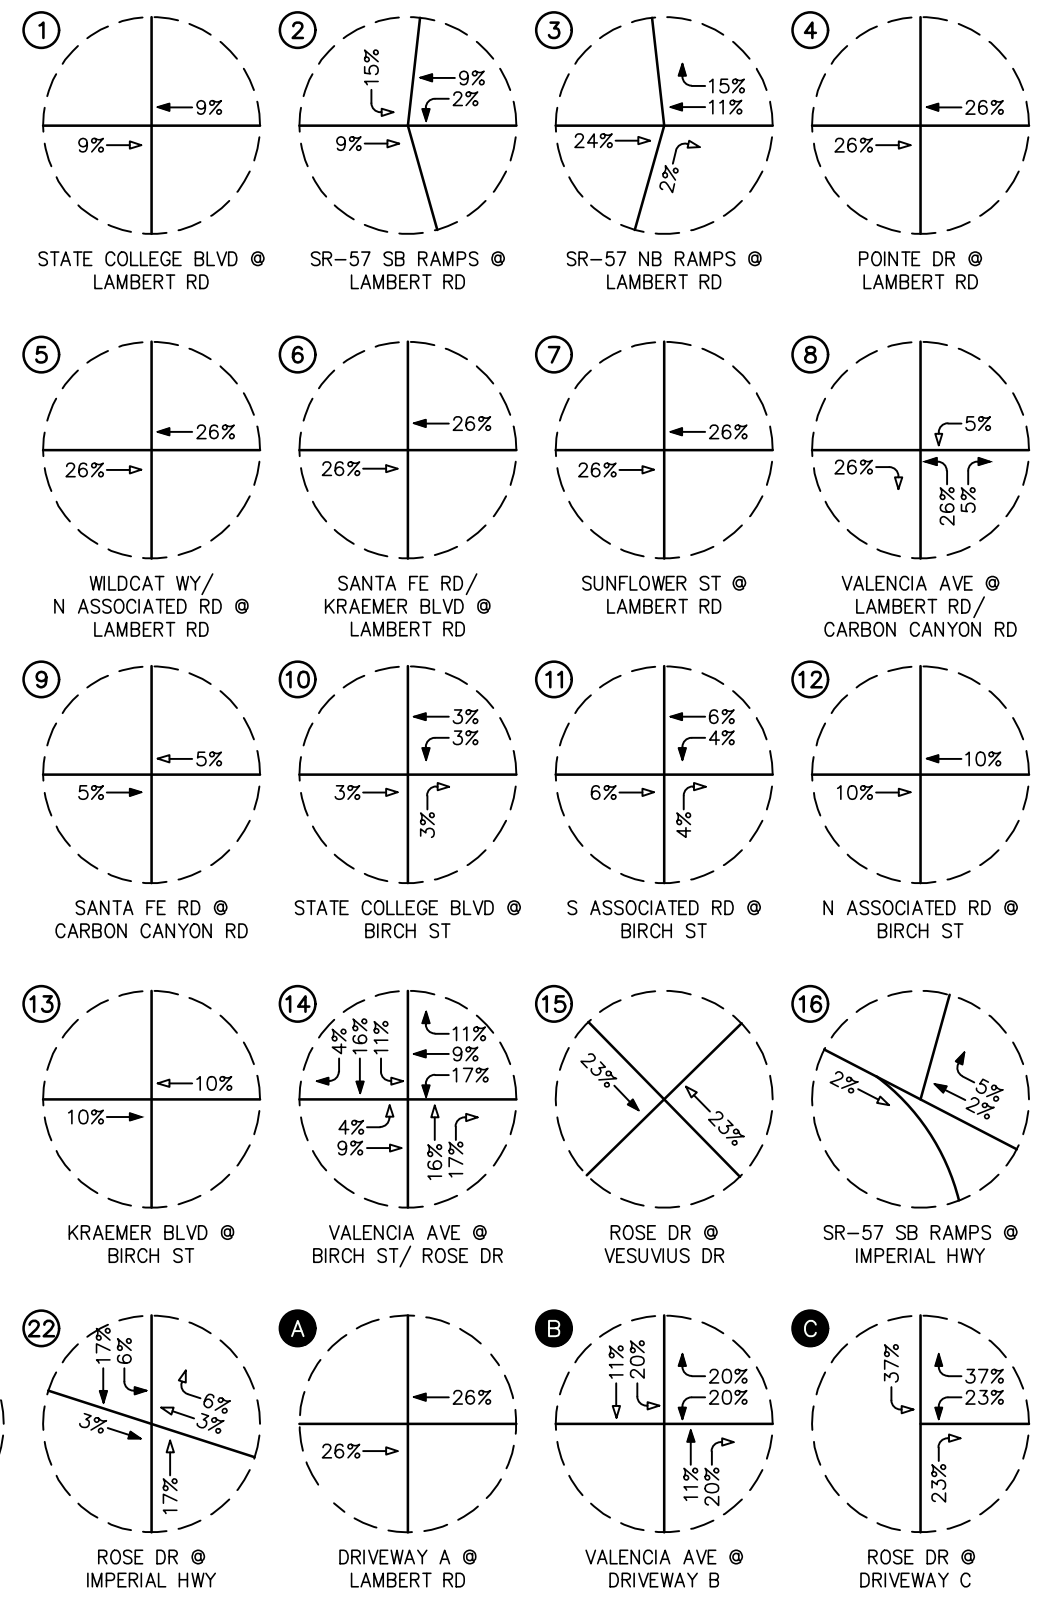 1
9%
9%
STATE COLLEGE BLVD @
LAMBERT RD
2
15%
9%
2%
9%
SR-57 SB RAMPS @
LAMBERT RD
3
15%
11%
24%
2%
SR-57 NB RAMPS @
LAMBERT RD
4
26%
26%
POINTE DR @
LAMBERT RD
5
26%
26%
WILDCAT WY/
N ASSOCIATED RD @
LAMBERT RD
6
26%
26%
SANTA FE RD/
KRAEMER BLVD @
LAMBERT RD
7
26%
26%
SUNFLOWER ST @
LAMBERT RD
8
5%
26%
26%
5%
VALENCIA AVE @
LAMBERT RD/
CARBON CANYON RD
9
5%
5%
SANTA FE RD @
CARBON CANYON RD
10
3%
3%
3%
3%
STATE COLLEGE BLVD @
BIRCH ST
11
6%
4%
6%
4%
S ASSOCIATED RD @
BIRCH ST
12
10%
10%
N ASSOCIATED RD @
BIRCH ST
13
10%
10%
KRAEMER BLVD @
BIRCH ST
14
4%
16%
11%
11%
9%
17%
4%
9%
16%
17%
VALENCIA AVE @
BIRCH ST/ ROSE DR
15
23%
23%
ROSE DR @
VESUVIUS DR
16
2%
5%
2%
SR-57 SB RAMPS @
IMPERIAL HWY
22
17%
6%
6%
3%
3%
17%
ROSE DR @
IMPERIAL HWY
A
26%
26%
DRIVEWAY A @
LAMBERT RD
B
11%
20%
20%
20%
11%
20%
VALENCIA AVE @
DRIVEWAY B
C
37%
37%
23%
23%
ROSE DR @
DRIVEWAY C